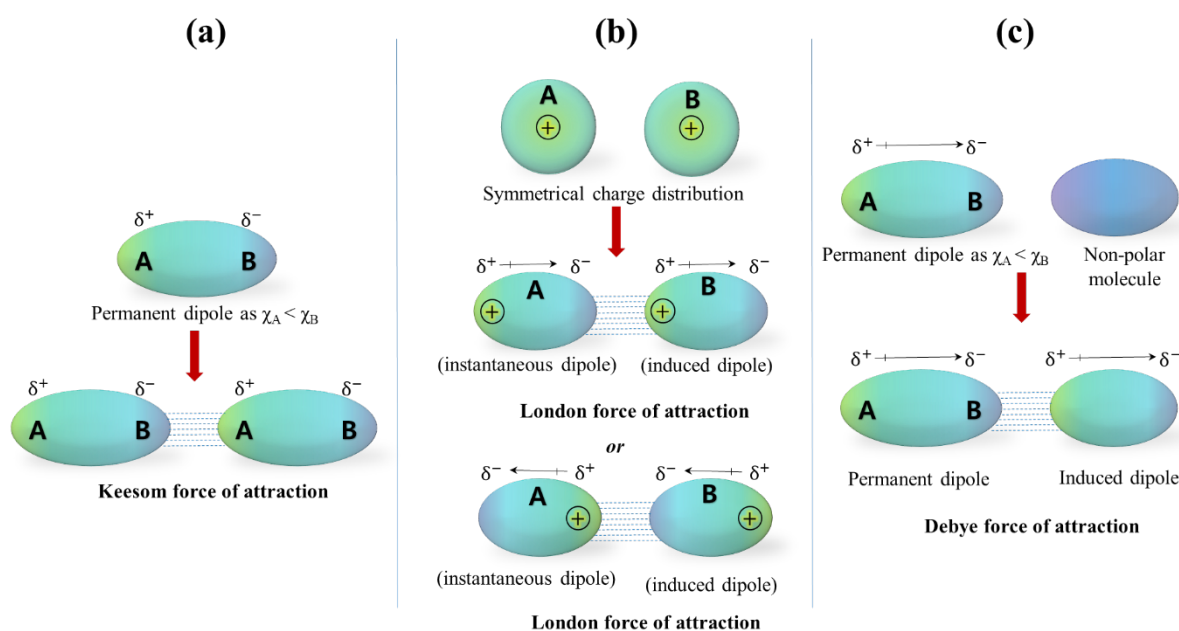 (a)
δ⁺ δ⁻
A B
Permanent dipole as χA < χB
δ⁺ δ⁻ δ⁺ δ⁻
A B A B
Keesom force of attraction
(b)
A B
+ +
Symmetrical charge distribution
δ⁺ δ⁻ δ⁺ δ⁻
A B
+ +
(instantaneous dipole) (induced dipole)
London force of attraction
or
δ⁻ δ⁺ δ⁻ δ⁺
A B
+ +
(instantaneous dipole) (induced dipole)
London force of attraction
(c)
δ⁺ δ⁻
A B
Permanent dipole as χA < χB Non-polar
molecule
δ⁺ δ⁻ δ⁺ δ⁻
A B
Permanent dipole Induced dipole
Debye force of attraction